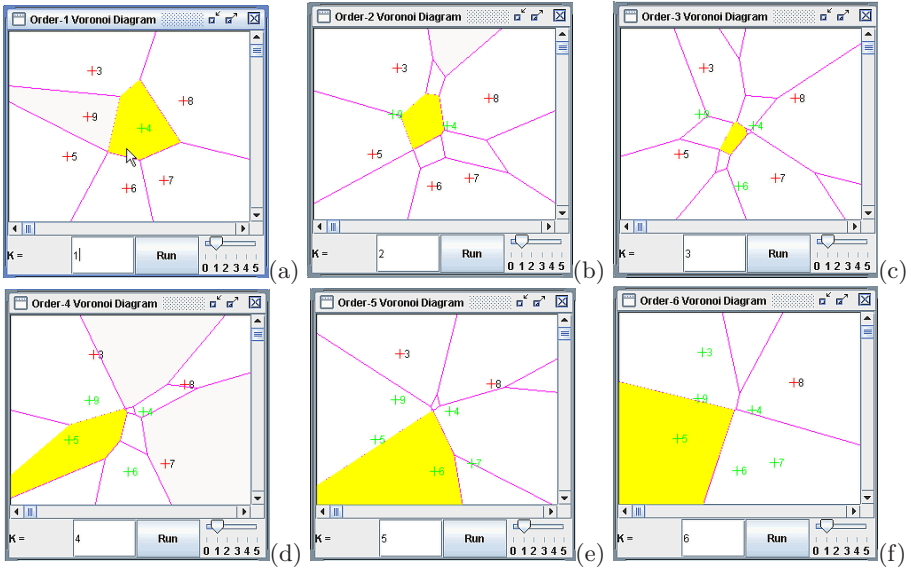 Order-1 Voronoi Diagram
3
8
9
4
5
6
7
K =
1
Run
0 1 2 3 4 5
(a)
Order-2 Voronoi Diagram
3
8
9
4
5
6
7
K =
2
Run
0 1 2 3 4 5
(b)
Order-3 Voronoi Diagram
3
8
9
4
5
6
7
K =
3
Run
0 1 2 3 4 5
(c)
Order-4 Voronoi Diagram
3
8
9
4
5
6
7
K =
4
Run
0 1 2 3 4 5
(d)
Order-5 Voronoi Diagram
3
8
9
4
5
6
7
K =
5
Run
0 1 2 3 4 5
(e)
Order-6 Voronoi Diagram
3
8
9
4
5
6
7
K =
6
Run
0 1 2 3 4 5
(f)